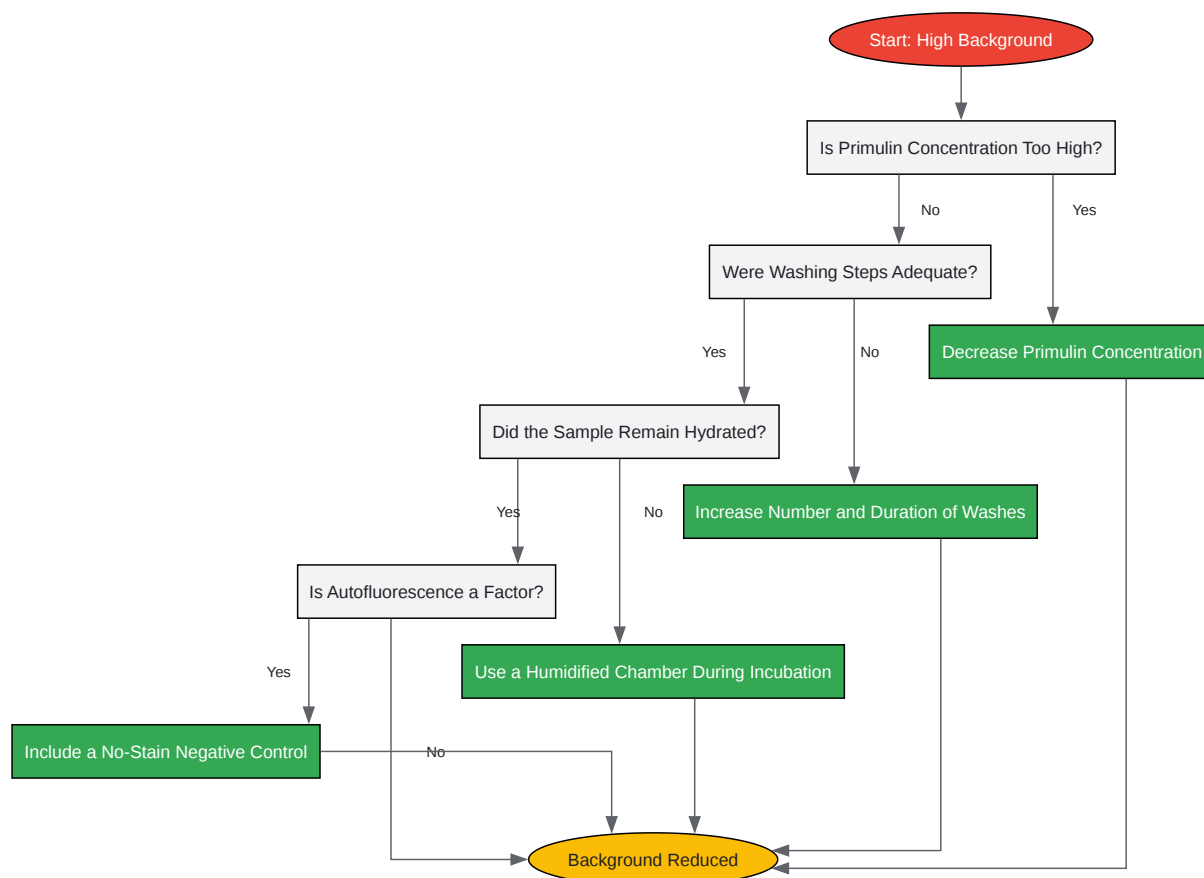 Start: High Background
Is Primulin Concentration Too High?
No
Yes
Were Washing Steps Adequate?
Yes
No
Decrease Primulin Concentration
Did the Sample Remain Hydrated?
Yes
No
Increase Number and Duration of Washes
Is Autofluorescence a Factor?
Yes
Use a Humidified Chamber During Incubation
Include a No-Stain Negative Control
No
Background Reduced